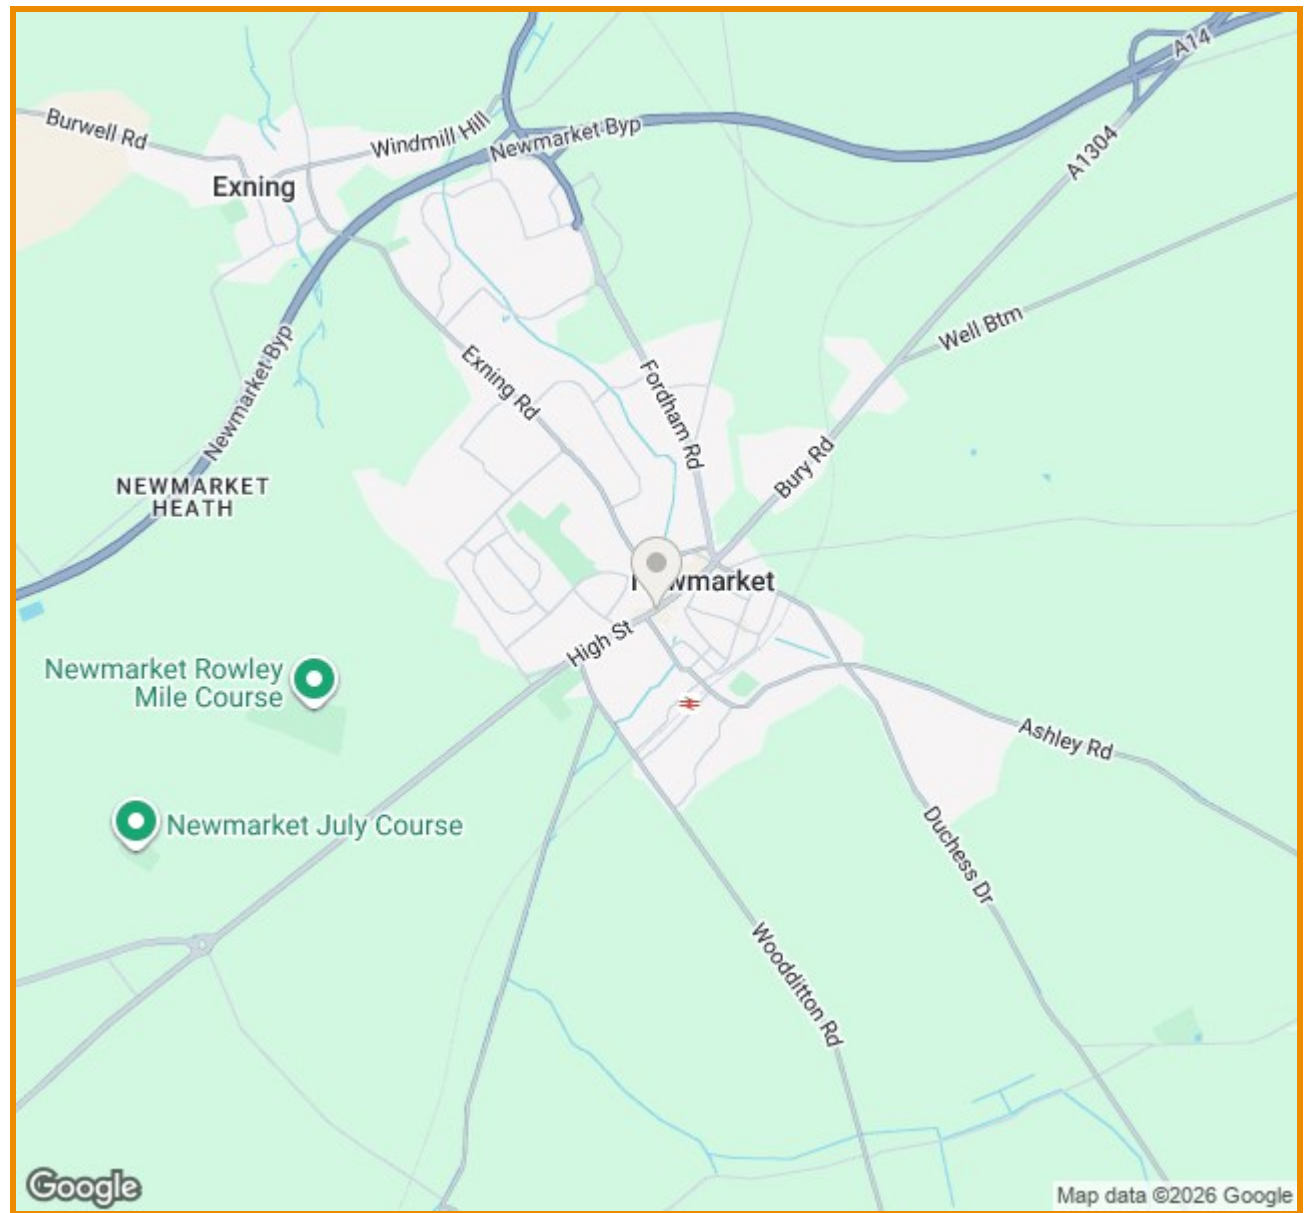 A14
Burwell Rd
Windmill Hill
Newmarket Byp
A1304
Exning
Well Btm
Newmarket Byp
Exning Rd
Fordham Rd
Bury Rd
NEWMARKET
HEATH
High St
Newmarket Rowley
Mile Course
Ashley Rd
Newmarket July Course
Duchess Dr
Woodditton Rd
Google
Map data ©2026 Google